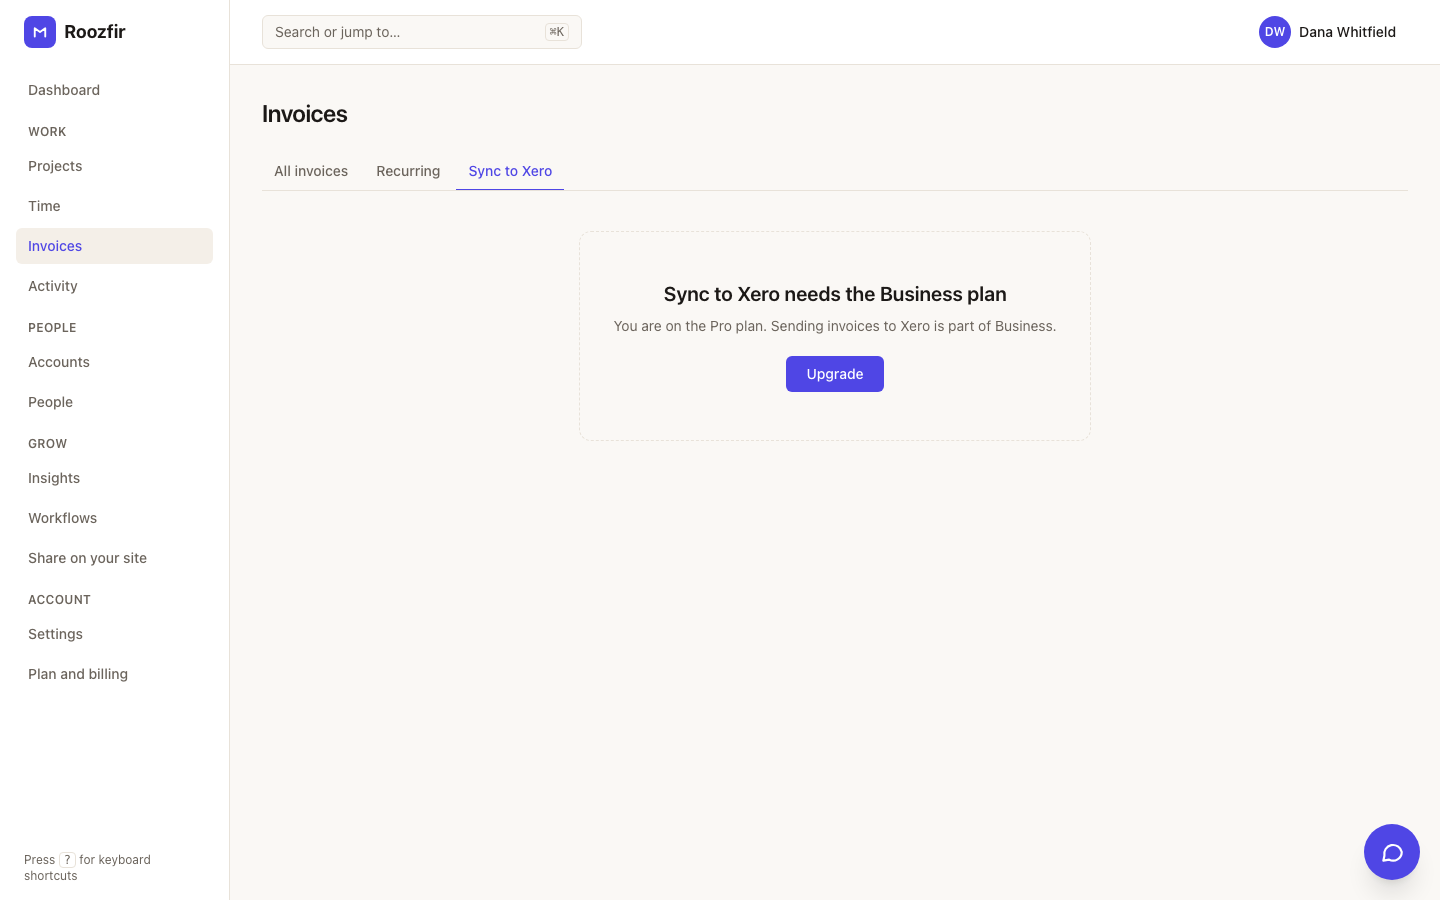 Roozfir
Search or jump to...
⌘K
DW
Dana Whitfield
Dashboard
WORK
Projects
Time
Invoices
Activity
PEOPLE
Accounts
People
GROW
Insights
Workflows
Share on your site
ACCOUNT
Settings
Plan and billing
Press ? for keyboard
shortcuts
Invoices
All invoices
Recurring
Sync to Xero
Sync to Xero needs the Business plan
You are on the Pro plan. Sending invoices to Xero is part of Business.
Upgrade